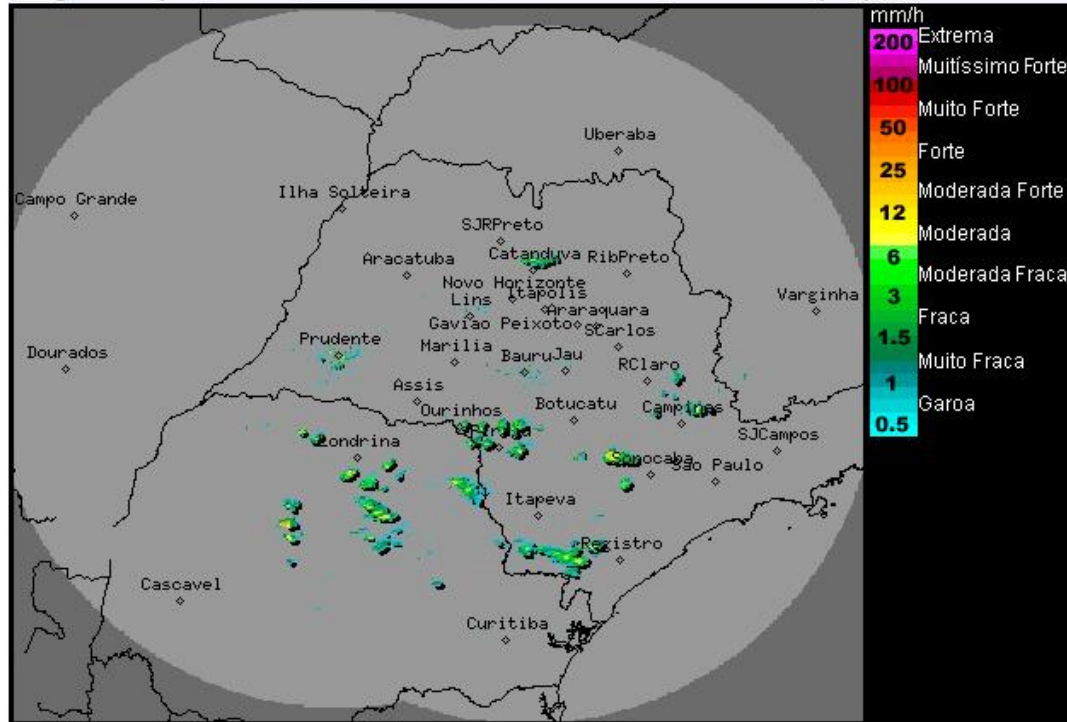 mm/h
200 Extrema
Muitíssimo Forte
100
Muito Forte
50
Forte
25
Moderada Forte
12
Moderada
6
Moderada Fraca
3
Fraca
1.5
Muito Fraca
1
Garoa
0.5
Uberaba
Campo Grande
Ilha Solteira
SJRPreto
Catanduva
Aracatuba
RibPreto
Novo Horizonte
Itapolis
Lins
Araraquara
Varginha
Gaviao Peixoto
SCarlos
Prudente
Dourados
Marilia
Bauru
Jau
RClaro
Assis
Ourinhos
Botucatu
Campinas
Londrina
SJCampos
Sorocaba
Sao Paulo
Itapeva
Registro
Cascavel
Curitiba